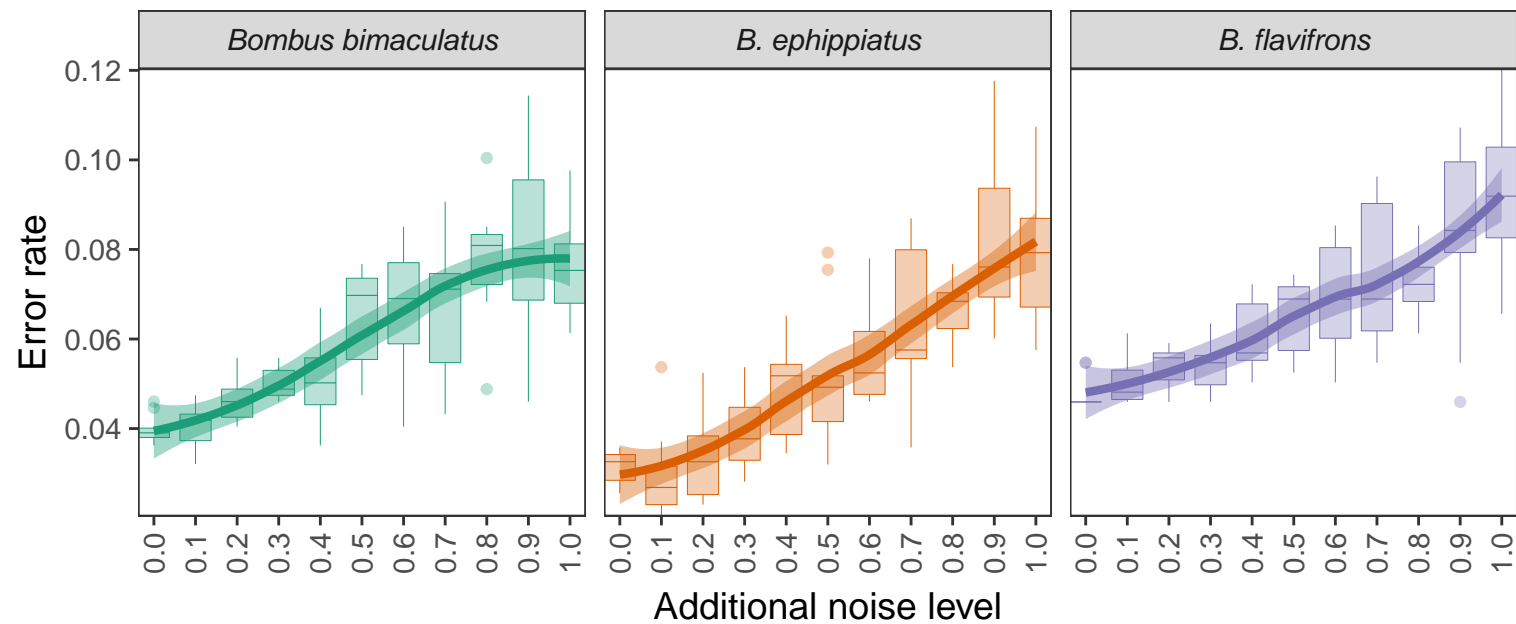 Bombus bimaculatus
B. ephippiatus
B. flavifrons
Error rate
0.12
0.10
0.08
0.06
0.04
0.0 0.1 0.2 0.3 0.4 0.5 0.6 0.7 0.8 0.9 1.0
0.0 0.1 0.2 0.3 0.4 0.5 0.6 0.7 0.8 0.9 1.0
0.0 0.1 0.2 0.3 0.4 0.5 0.6 0.7 0.8 0.9 1.0
Additional noise level